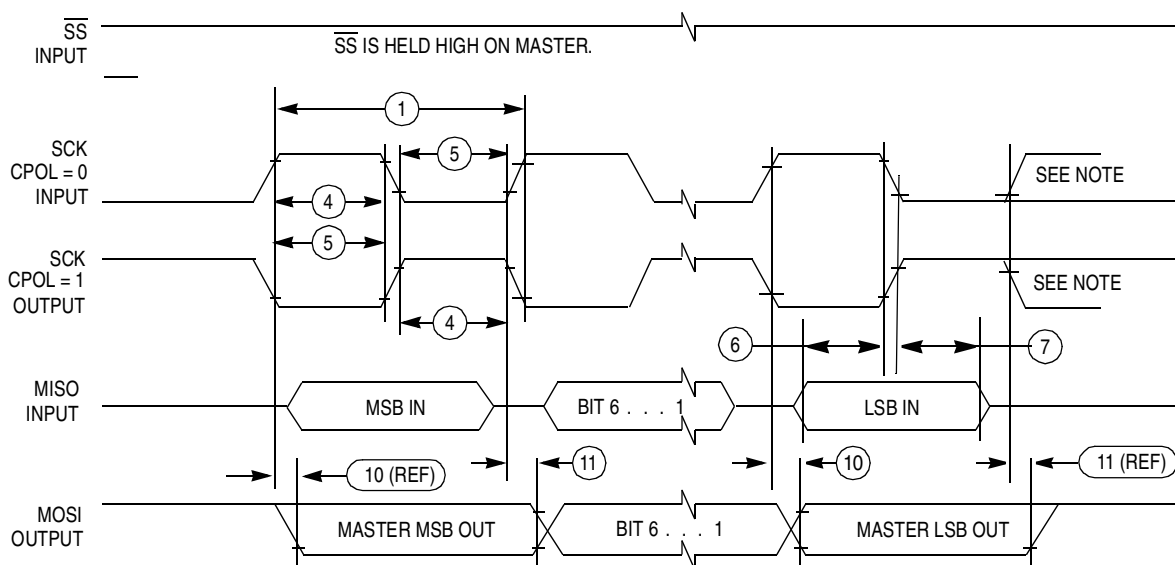 SS
INPUT
SS IS HELD HIGH ON MASTER.
1
SCK
CPOL = 0
INPUT
5
SEE NOTE
4
5
SCK
CPOL = 1
OUTPUT
SEE NOTE
4
6
7
MISO
INPUT
MSB IN
BIT 6 . . . 1
LSB IN
10 (REF)
11
10
11 (REF)
MOSI
OUTPUT
MASTER MSB OUT
BIT 6 . . . 1
MASTER LSB OUT